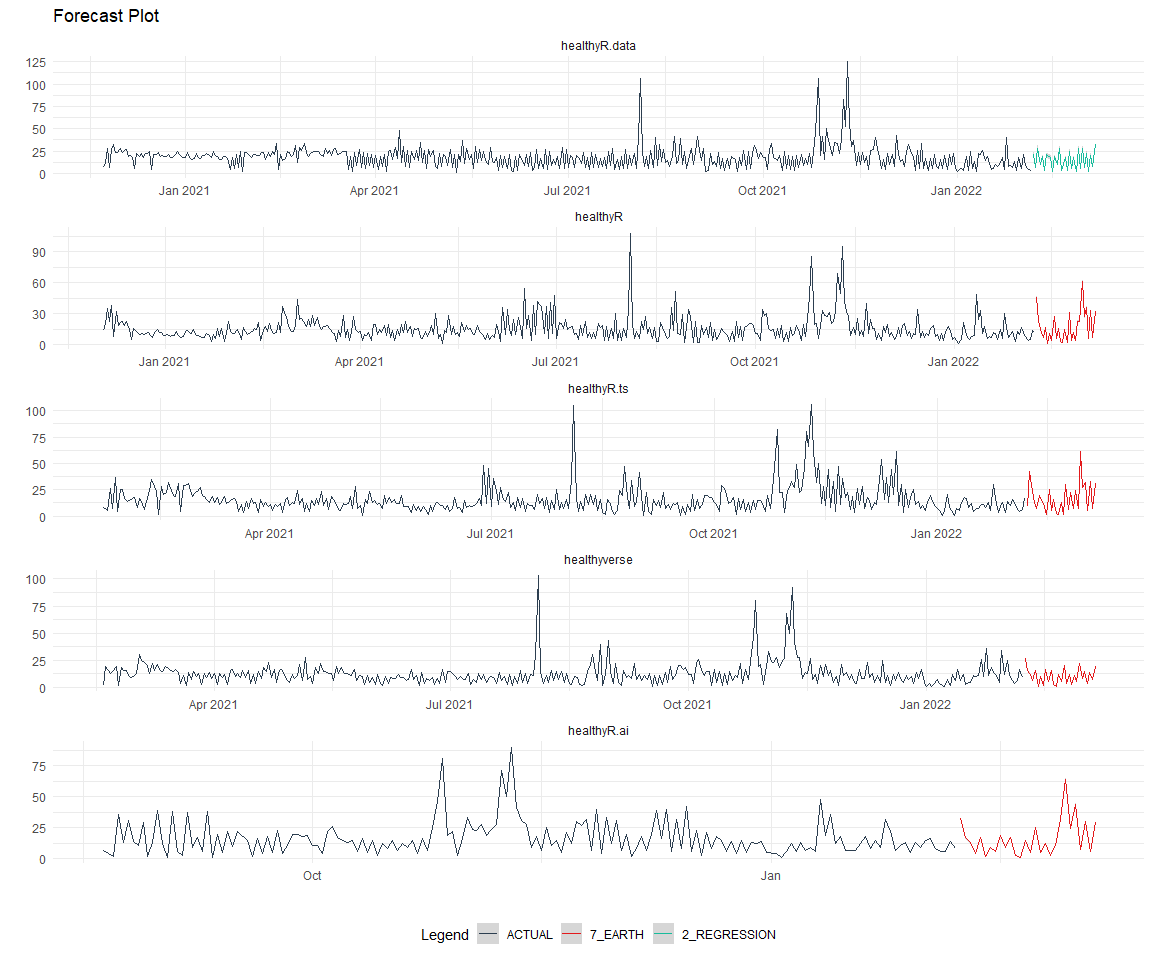 Forecast Plot
healthyR.data
125
100
75
50
25
0
Jan 2021 Apr 2021 Jul 2021 Oct 2021 Jan 2022
healthyR
90
60
30
0
Jan 2021 Apr 2021 Jul 2021 Oct 2021 Jan 2022
healthyR.ts
100
75
50
25
0
Apr 2021 Jul 2021 Oct 2021 Jan 2022
healthyverse
100
75
50
25
0
Apr 2021 Jul 2021 Oct 2021 Jan 2022
healthyR.ai
75
50
25
0
Oct Jan
Legend ACTUAL 7_EARTH 2_REGRESSION